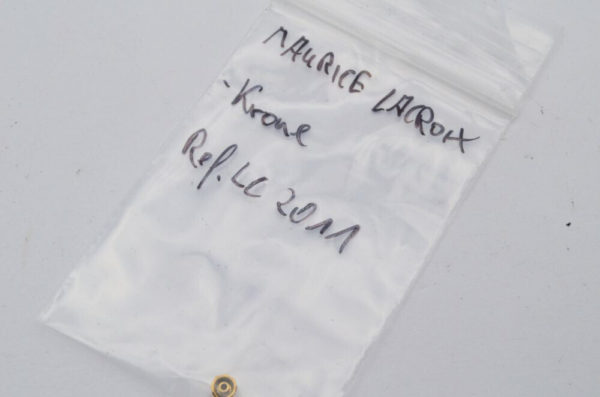 MAURICE LACROIX
-Krone
Ref. LC 2011